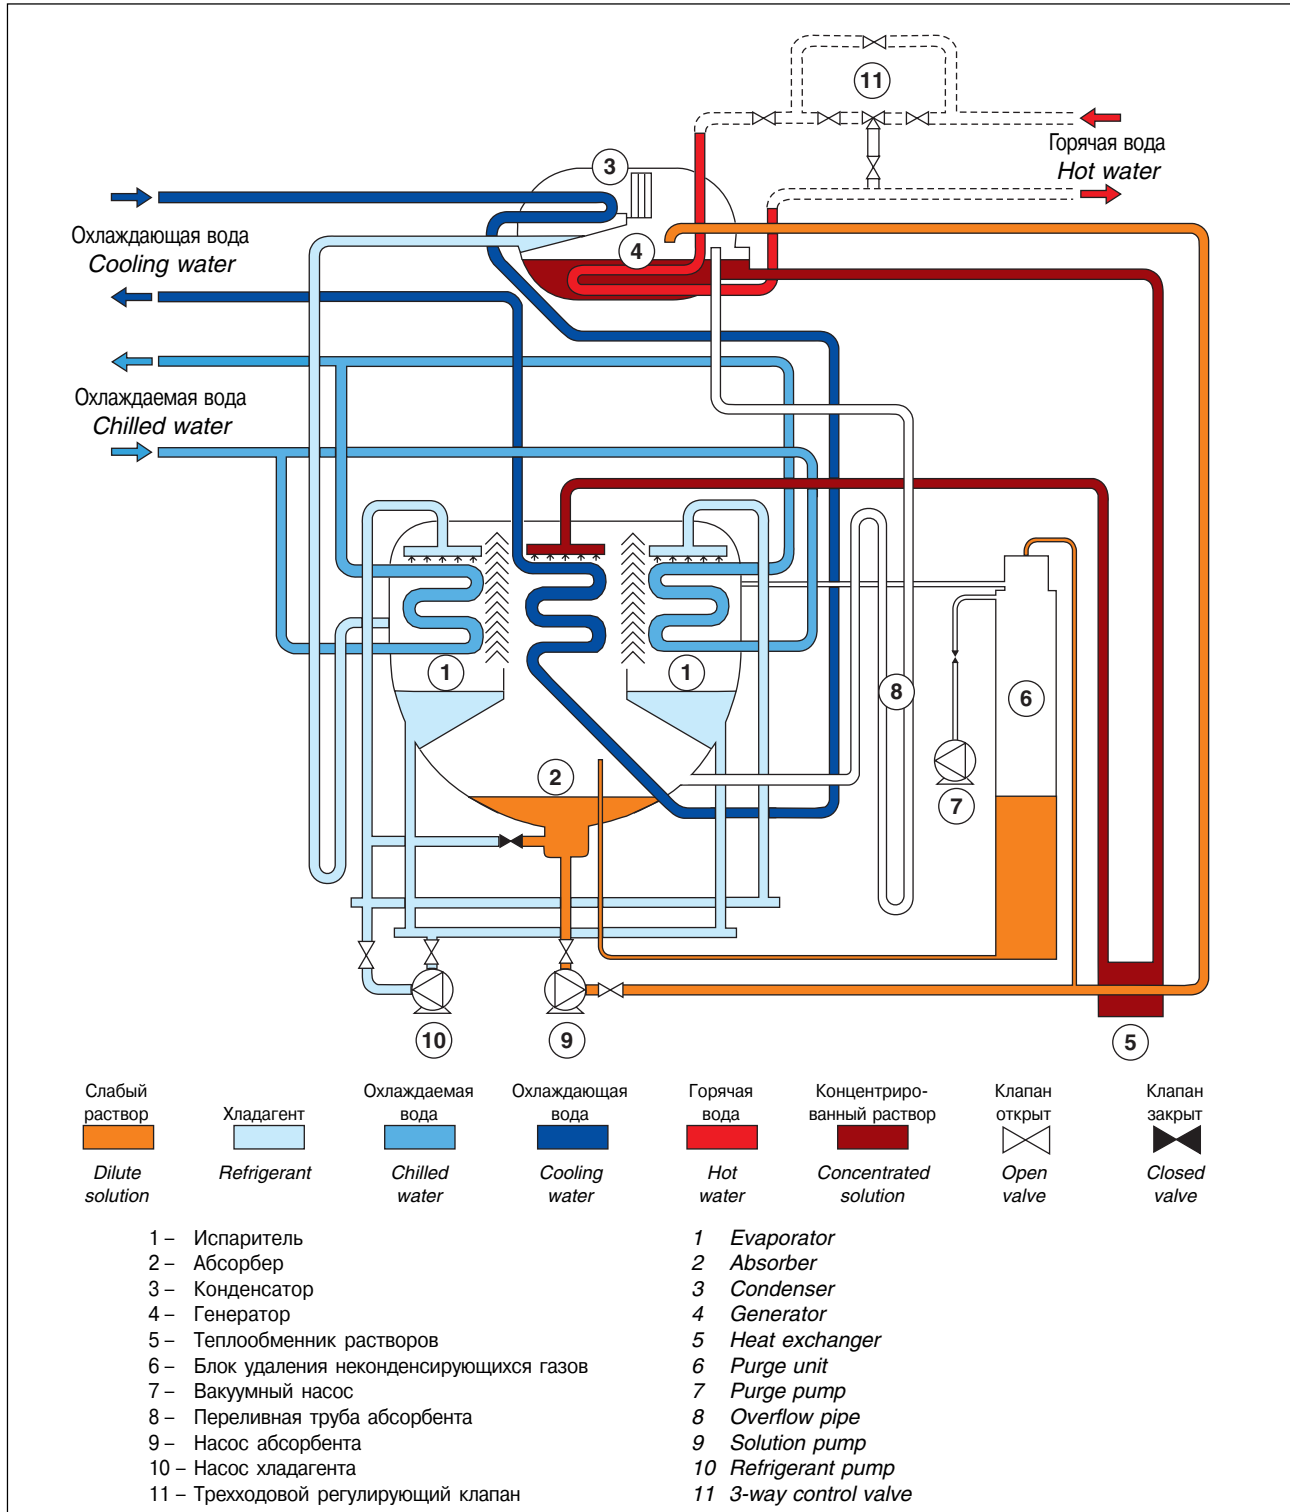 11
Горячая вода
Hot water
3
Охлаждающая вода
Cooling water
4
Охлаждаемая вода
Chilled water
1
1
8
6
2
7
10
9
5
Слабый
раствор
Хладагент
Охлаждаемая
вода
Охлаждающая
вода
Горячая
вода
Концентриро-
ванный раствор
Клапан
открыт
Клапан
закрыт
Dilute
solution
Refrigerant
Chilled
water
Cooling
water
Hot
water
Concentrated
solution
Open
valve
Closed
valve
1 – Испаритель
2 – Абсорбер
3 – Конденсатор
4 – Генератор
5 – Теплообменник растворов
6 – Блок удаления неконденсирующихся газов
7 – Вакуумный насос
8 – Переливная труба абсорбента
9 – Насос абсорбента
10 – Насос хладагента
11 – Трехходовой регулирующий клапан
1 Evaporator
2 Absorber
3 Condenser
4 Generator
5 Heat exchanger
6 Purge unit
7 Purge pump
8 Overflow pipe
9 Solution pump
10 Refrigerant pump
11 3-way control valve